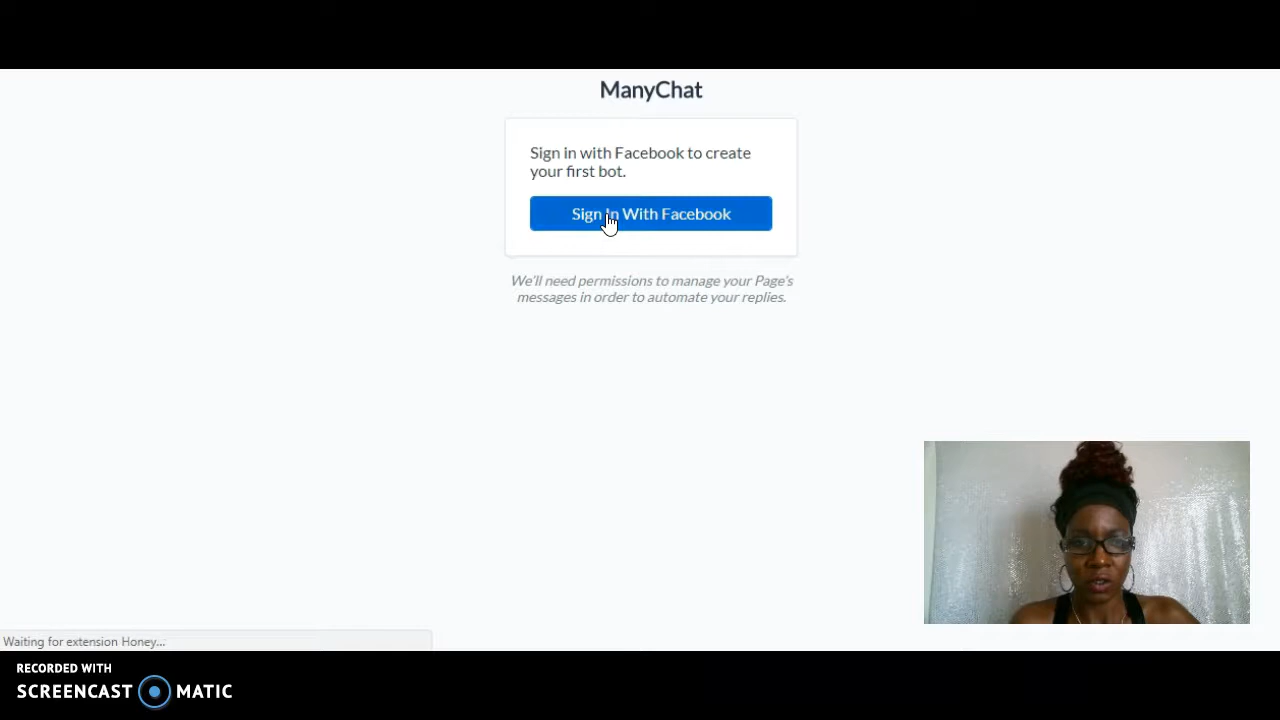 ManyChat
Sign in with Facebook to create
your first bot.
Sign In With Facebook
We'll need permissions to manage your Page's
messages in order to automate your replies.
Waiting for extension Honey...
RECORDED WITH
SCREENCAST MATIC